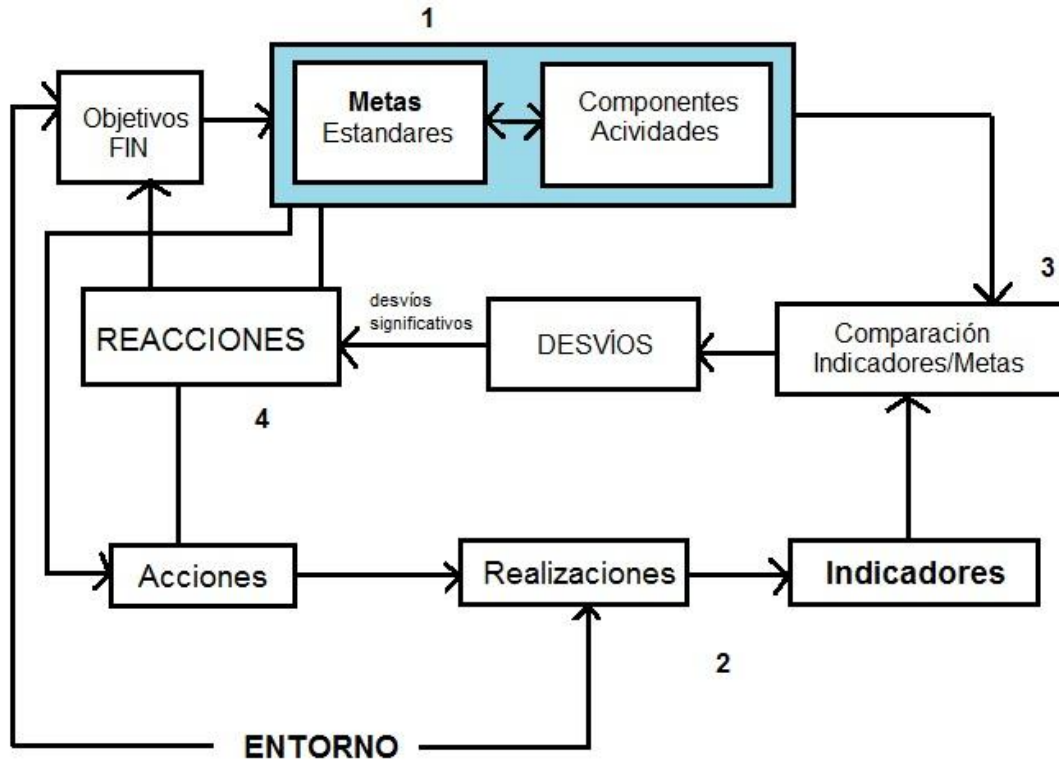 1
Objetivos
FIN
Metas
Estandares
Componentes
Acividades
3
REACCIONES
desvíos
significativos
DESVÍOS
Comparación
Indicadores/Metas
4
Acciones
Realizaciones
Indicadores
2
ENTORNO